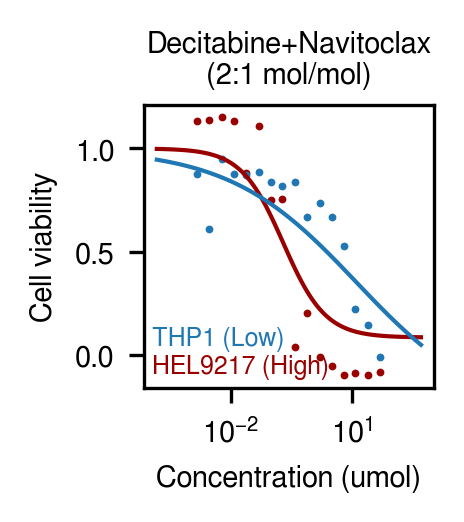 Decitabine+Navitoclax
(2:1 mol/mol)
1.0
0.5
0.0
Cell viability
THP1 (Low)
HEL9217 (High)
10⁻² 10¹
Concentration (umol)